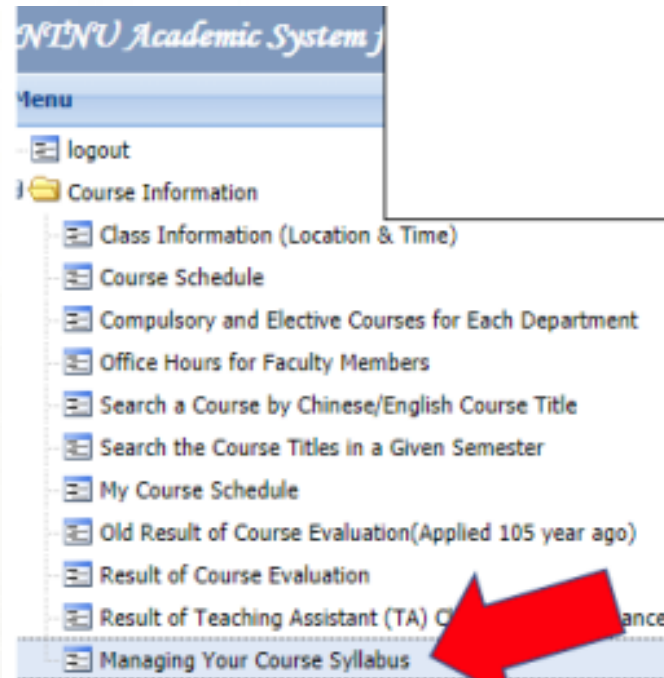 NTNU Academic System f
Menu
logout
Course Information
Class Information (Location & Time)
Course Schedule
Compulsory and Elective Courses for Each Department
Office Hours for Faculty Members
Search a Course by Chinese/English Course Title
Search the Course Titles in a Given Semester
My Course Schedule
Old Result of Course Evaluation(Applied 105 year ago)
Result of Course Evaluation
Result of Teaching Assistant (TA)
Managing Your Course Syllabus